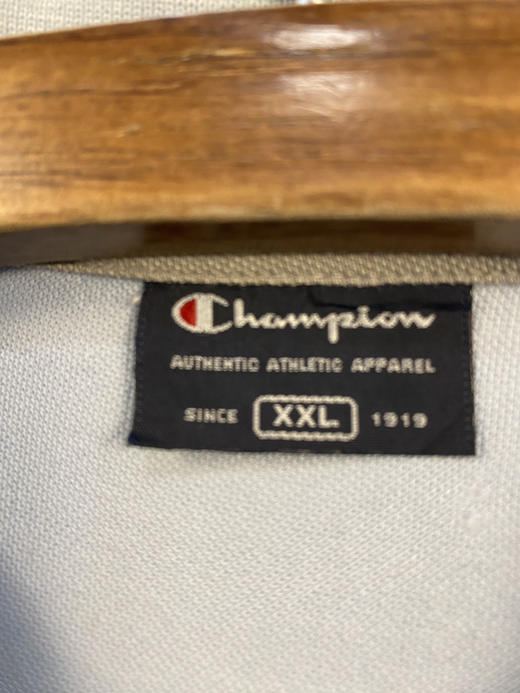 Champion
AUTHENTIC ATHLETIC APPAREL
SINCE XXL 1919